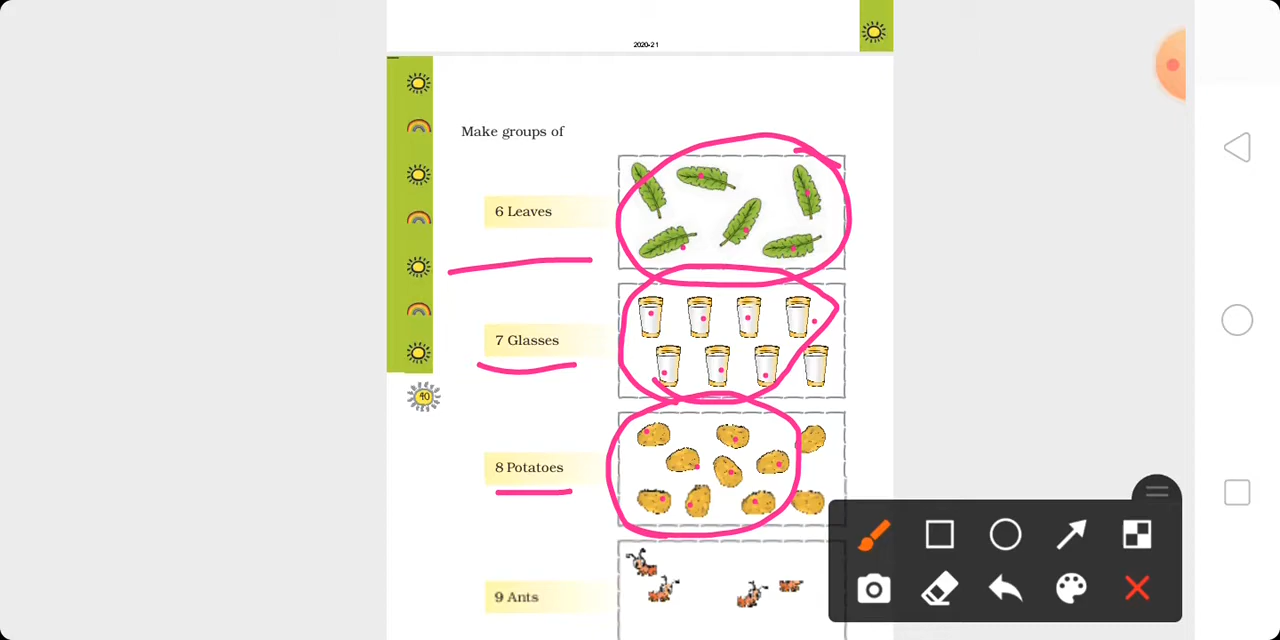 2020-21
Make groups of
6 Leaves
7 Glasses
40
8 Potatoes
9 Ants